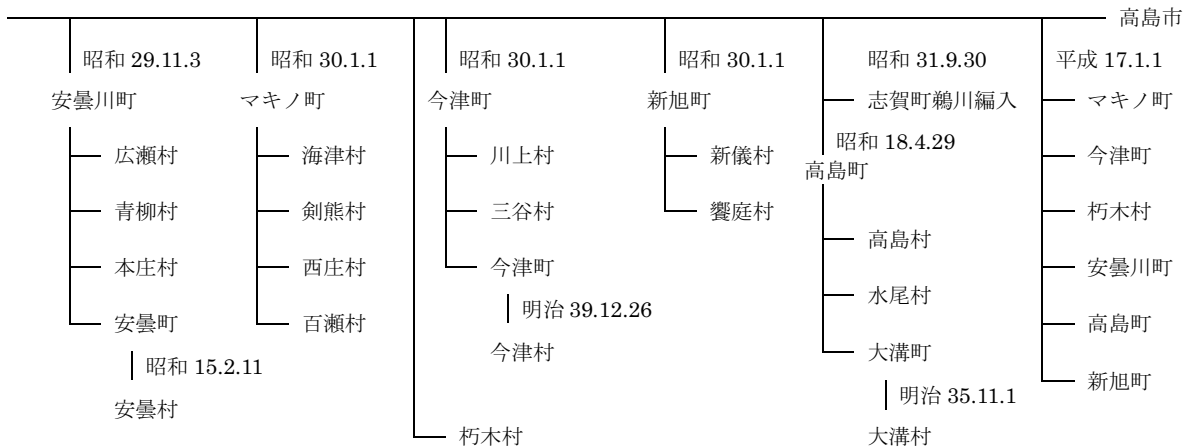 高島市
昭和 29.11.3
昭和 30.1.1
昭和 30.1.1
昭和 30.1.1
昭和 31.9.30
平成 17.1.1
安曇川町
マキノ町
今津町
新旭町
志賀町鵜川編入
マキノ町
昭和 18.4.29
高島町
広瀬村
海津村
川上村
新儀村
今津町
青柳村
剣熊村
三谷村
饗庭村
朽木村
本庄村
西庄村
今津町
高島村
安曇川町
安曇町
百瀬村
明治 39.12.26
水尾村
高島町
昭和 15.2.11
今津村
大溝町
新旭町
安曇村
明治 35.11.1
朽木村
大溝村